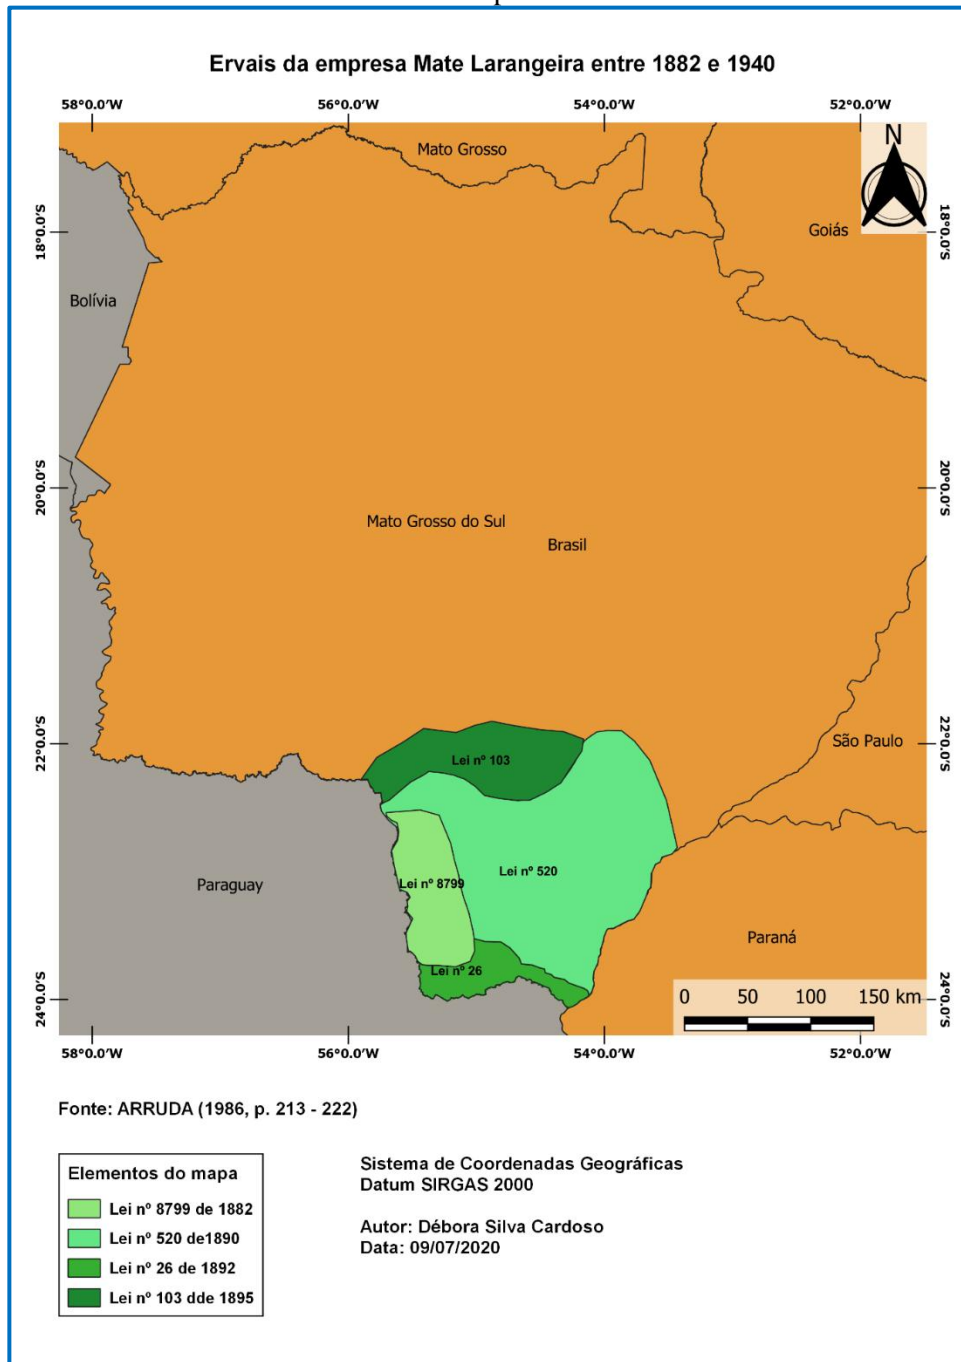 Ervais da empresa Mate Larangeira entre 1882 e 1940
58°0.0'W 56°0.0'W 54°0.0'W 52°0.0'W
N
Mato Grosso
18°0.0'S
18°0.0'S
Goiás
Bolívia
20°0.0'S
20°0.0'S
Mato Grosso do Sul
Brasil
22°0.0'S
22°0.0'S
São Paulo
Lei nº 103
Lei nº 520
Lei nº 8799
Paraguay
Paraná
Lei nº 26
24°0.0'S
24°0.0'S
0 50 100 150 km
58°0.0'W 56°0.0'W 54°0.0'W 52°0.0'W
Fonte: ARRUDA (1986, p. 213 - 222)
Elementos do mapa
Lei nº 8799 de 1882
Lei nº 520 de1890
Lei nº 26 de 1892
Lei nº 103 dde 1895
Sistema de Coordenadas Geográficas
Datum SIRGAS 2000
Autor: Débora Silva Cardoso
Data: 09/07/2020